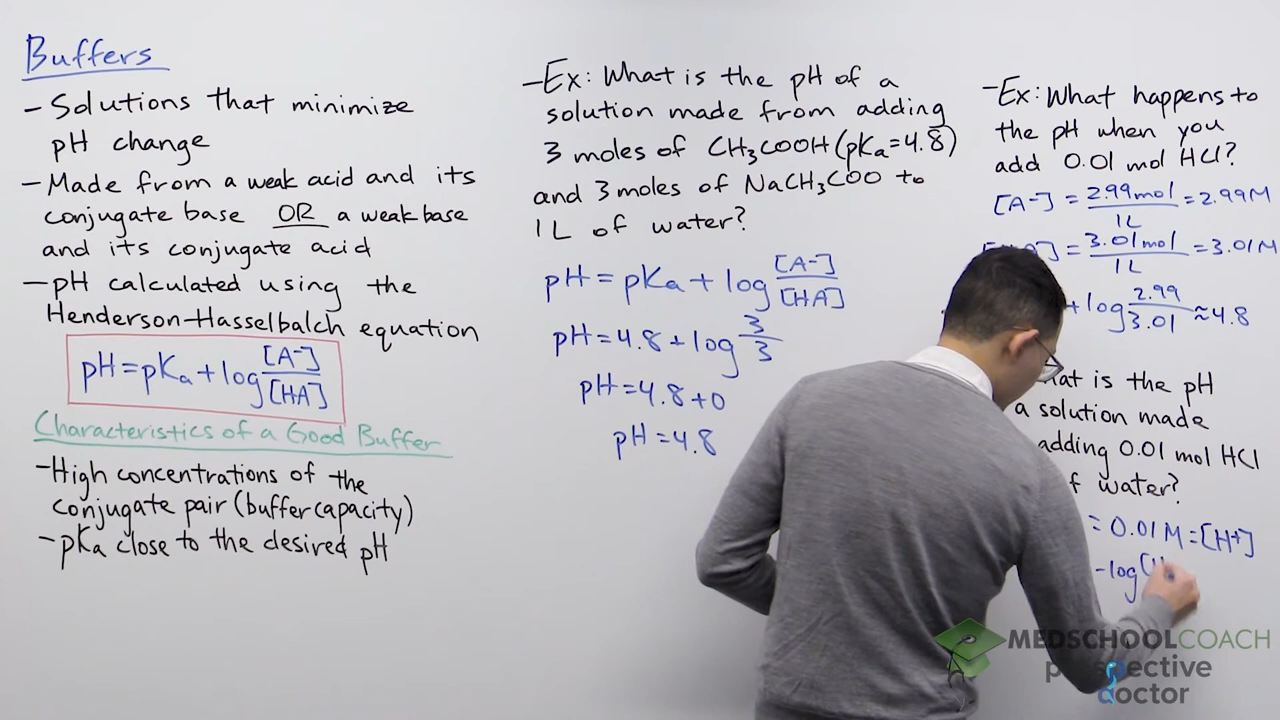 Buffers
- Solutions that minimize
pH change
- Made from a weak acid and its
conjugate base OR a weak base
and its conjugate acid
- pH calculated using the
Henderson-Hasselbalch equation
pH = pKa + log [A-]/[HA]
Characteristics of a Good Buffer
- High concentrations of the
conjugate pair (buffer capacity)
- pKa close to the desired pH
- Ex: What is the pH of a
solution made from adding
3 moles of CH3COOH (pKa = 4.8)
and 3 moles of NaCH3COO to
1L of water?
pH = pKa + log [A-]/[HA]
pH = 4.8 + log 3/3
pH = 4.8 + 0
pH = 4.8
- Ex: What happens to
the pH when you
add 0.01 mol HCl?
[A-] = 2.99 mol/1L = 2.99M
= 3.01 mol/1L = 3.01M
+ log 2.99/3.01 ≈ 4.8
is the pH
a solution made
adding 0.01 mol HCl
water?
= 0.01 M = [H+]
- log [
MEDSCHOOLCOACH
prospective
doctor